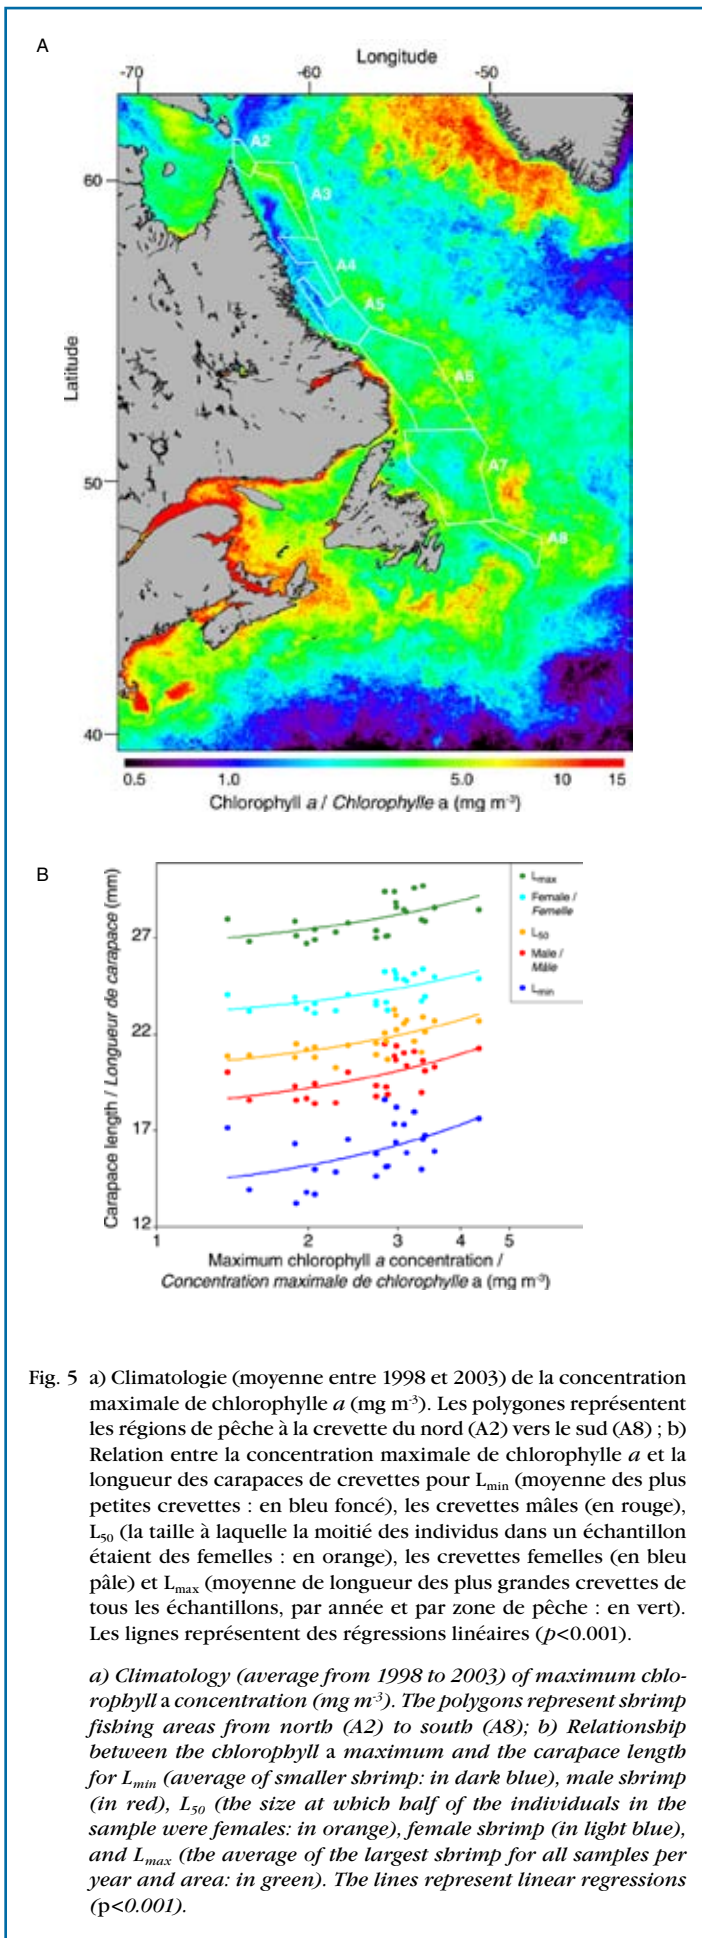 A
Longitude
-70 -60 -50
A2
60
A3
A4
A5
Latitude
A6
50
A7
A8
40
0.5 1.0 5.0 10 15
Chlorophyll a / Chlorophylle a (mg m-3)
B
Carapace length / Longueur de carapace (mm)
27
22
17
12
Lmax
Female /
Femelle
L50
Male /
Mâle
Lmin
1 2 3 4 5
Maximum chlorophyll a concentration /
Concentration maximale de chlorophylle a (mg m-3)
Fig. 5 a) Climatologie (moyenne entre 1998 et 2003) de la concentration
maximale de chlorophylle a (mg m-3). Les polygones représentent
les régions de pêche à la crevette du nord (A2) vers le sud (A8) ; b)
Relation entre la concentration maximale de chlorophylle a et la
longueur des carapaces de crevettes pour Lmin (moyenne des plus
petites crevettes : en bleu foncé), les crevettes mâles (en rouge),
L50 (la taille à laquelle la moitié des individus dans un échantillon
étaient des femelles : en orange), les crevettes femelles (en bleu
pâle) et Lmax (moyenne de longueur des plus grandes crevettes de
tous les échantillons, par année et par zone de pêche : en vert).
Les lignes représentent des régressions linéaires (p<0.001).
a) Climatology (average from 1998 to 2003) of maximum chlo-
rophyll a concentration (mg m-3). The polygons represent shrimp
fishing areas from north (A2) to south (A8); b) Relationship
between the chlorophyll a maximum and the carapace length
for Lmin (average of smaller shrimp: in dark blue), male shrimp
(in red), L50 (the size at which half of the individuals in the
sample were females: in orange), female shrimp (in light blue),
and Lmax (the average of the largest shrimp for all samples per
year and area: in green). The lines represent linear regressions
(p<0.001).